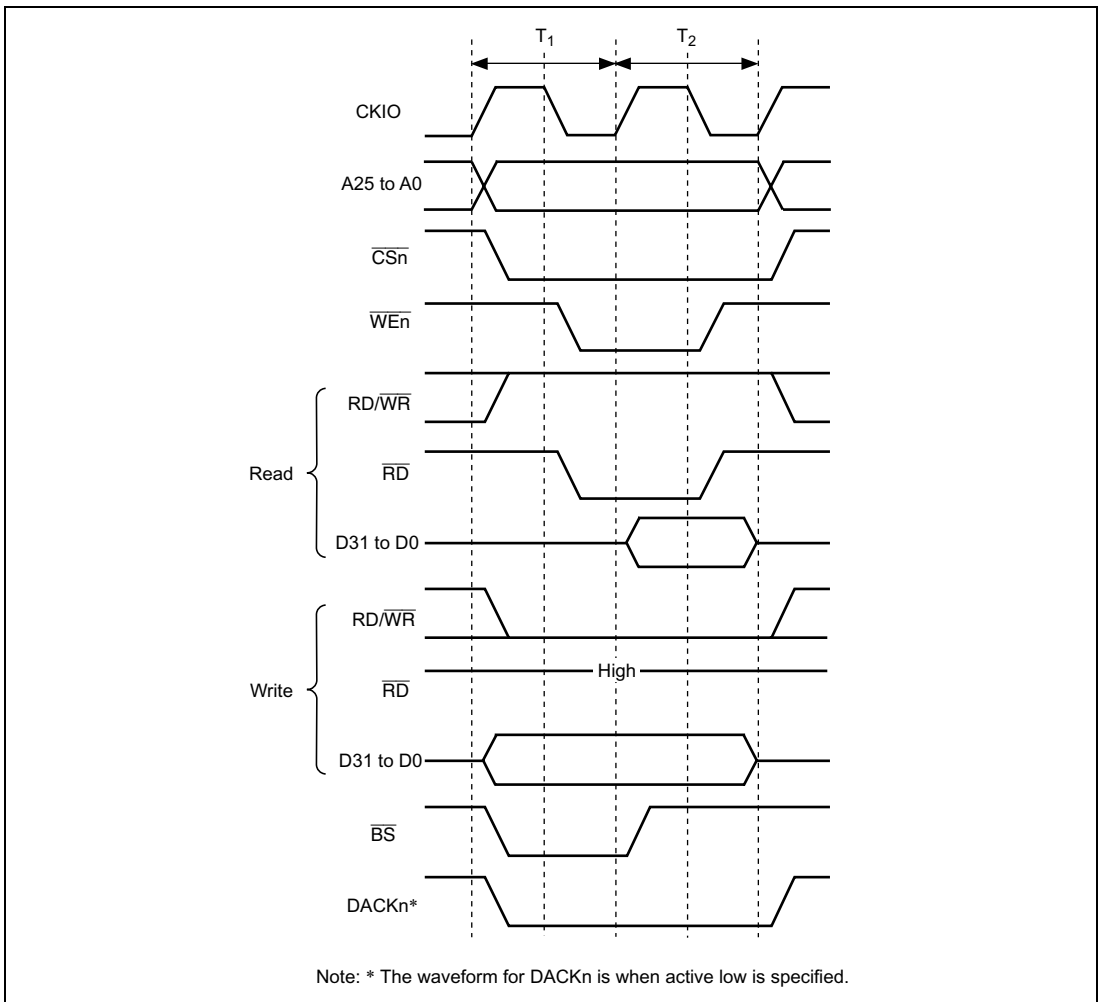 T1 T2
CKIO
A25 to A0
CSn
WEn
RD/WR
Read
RD
D31 to D0
RD/WR
High
Write
RD
D31 to D0
BS
DACKn*
Note: * The waveform for DACKn is when active low is specified.